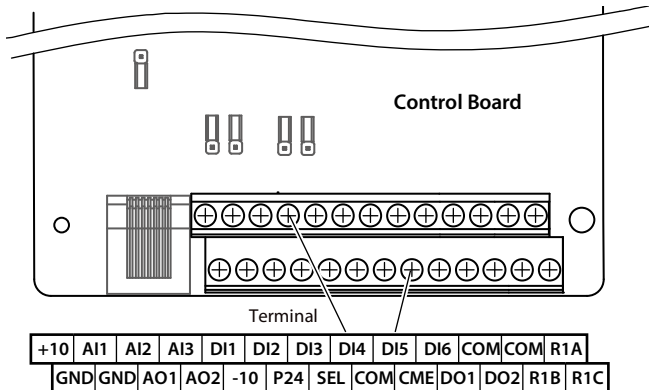 Control Board
Terminal
+10 AI1 AI2 AI3 DI1 DI2 DI3 DI4 DI5 DI6 COM COM R1A
GND GND AO1 AO2 -10 P24 SEL COM CME DO1 DO2 R1B R1C